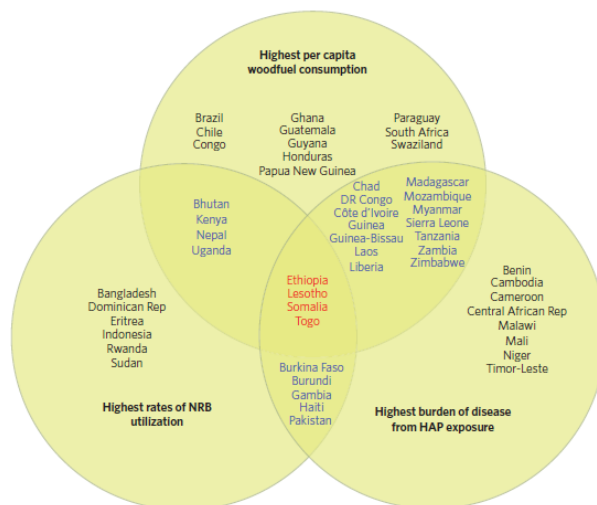 Highest per capita
woodfuel consumption
Brazil
Chile
Congo
Ghana
Guatemala
Guyana
Honduras
Papua New Guinea
Paraguay
South Africa
Swaziland
Bhutan
Kenya
Nepal
Uganda
Chad
DR Congo
Côte d'Ivoire
Guinea
Guinea-Bissau
Laos
Liberia
Madagascar
Mozambique
Myanmar
Sierra Leone
Tanzania
Zambia
Zimbabwe
Ethiopia
Lesotho
Somalia
Togo
Bangladesh
Dominican Rep
Eritrea
Indonesia
Rwanda
Sudan
Highest rates of NRB
utilization
Burkina Faso
Burundi
Gambia
Haiti
Pakistan
Benin
Cambodia
Cameroon
Central African Rep
Malawi
Mali
Niger
Timor-Leste
Highest burden of disease
from HAP exposure